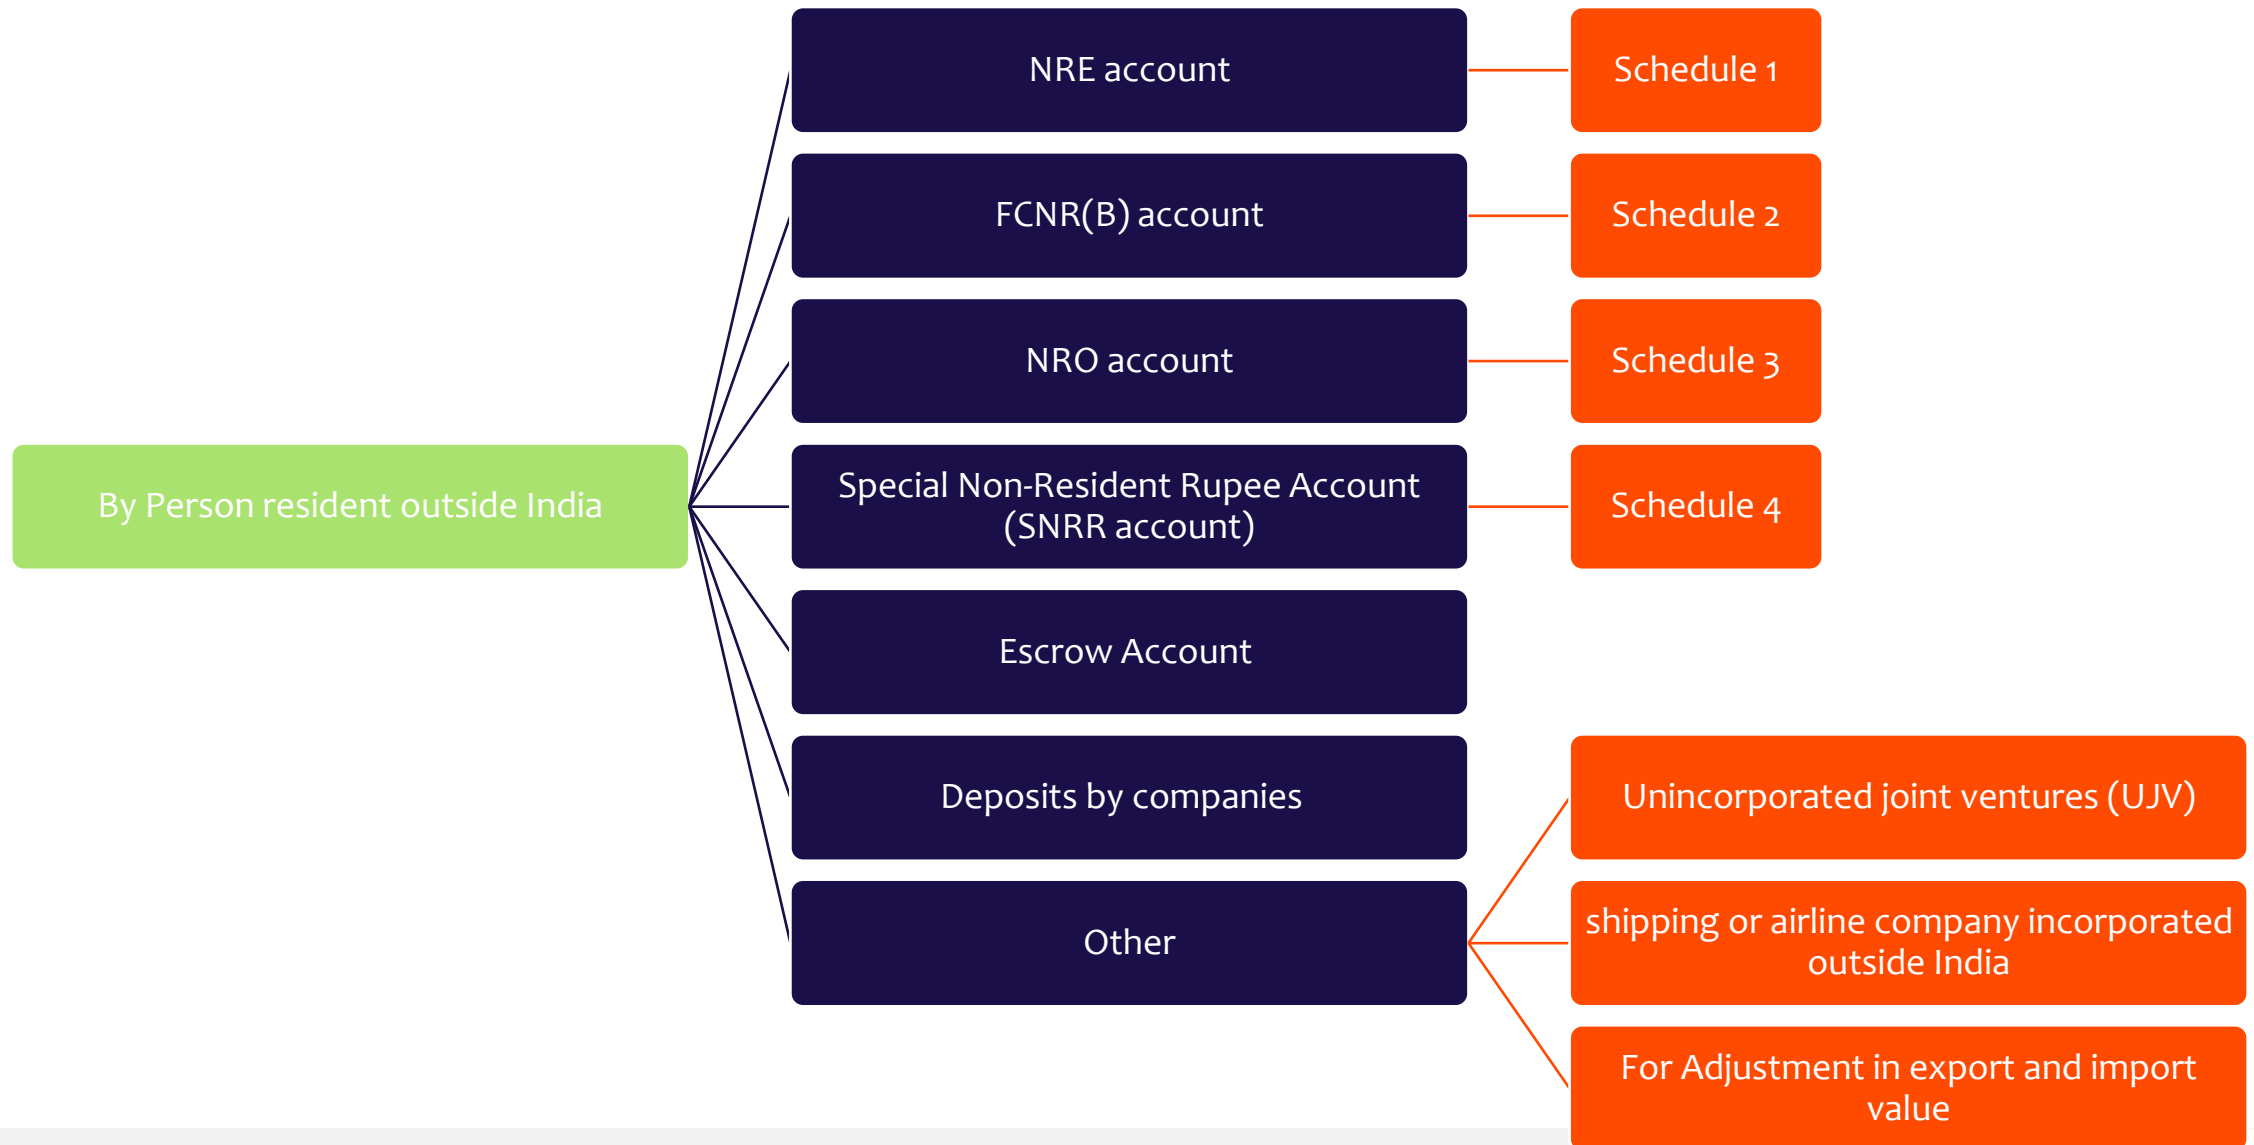 NRE account
Schedule 1
FCNR(B) account
Schedule 2
NRO account
Schedule 3
By Person resident outside India
Special Non-Resident Rupee Account
(SNRR account)
Schedule 4
Escrow Account
Deposits by companies
Unincorporated joint ventures (UJV)
Other
shipping or airline company incorporated
outside India
For Adjustment in export and import
value